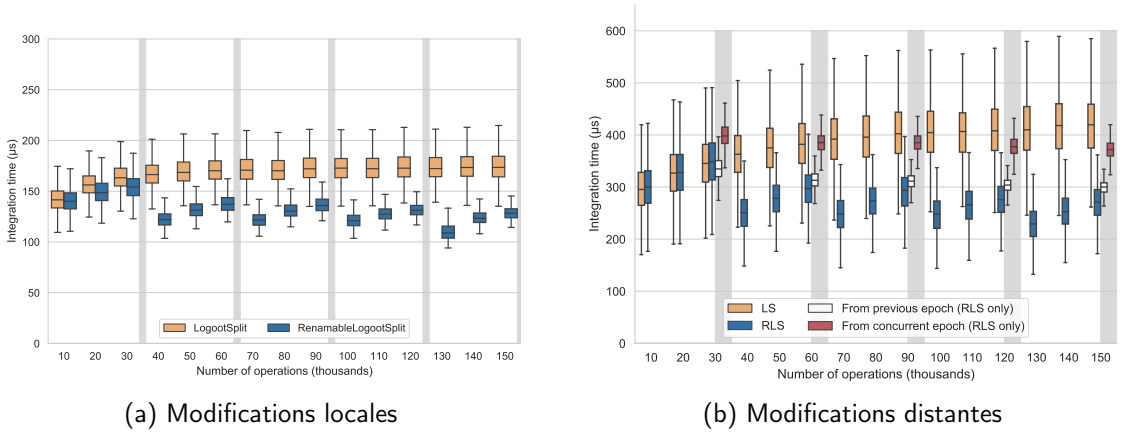 300
250
200
150
100
50
0
Integration time (μs)
10 20 30 40 50 60 70 80 90 100 110 120 130 140 150
Number of operations (thousands)
LogootSplit RenamableLogootSplit
(a) Modifications locales
600
500
400
300
200
100
0
Integration time (μs)
10 20 30 40 50 60 70 80 90 100 110 120 130 140 150
Number of operations (thousands)
LS From previous epoch (RLS only)
RLS From concurrent epoch (RLS only)
(b) Modifications distantes